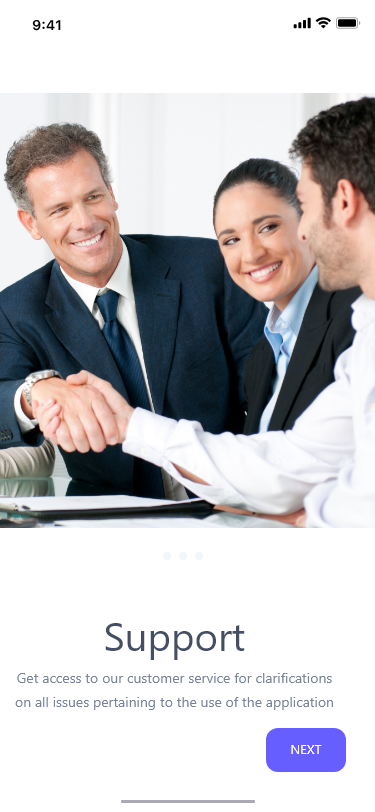 9:41
Support
Get access to our customer service for clarifications
on all issues pertaining to the use of the application
NEXT